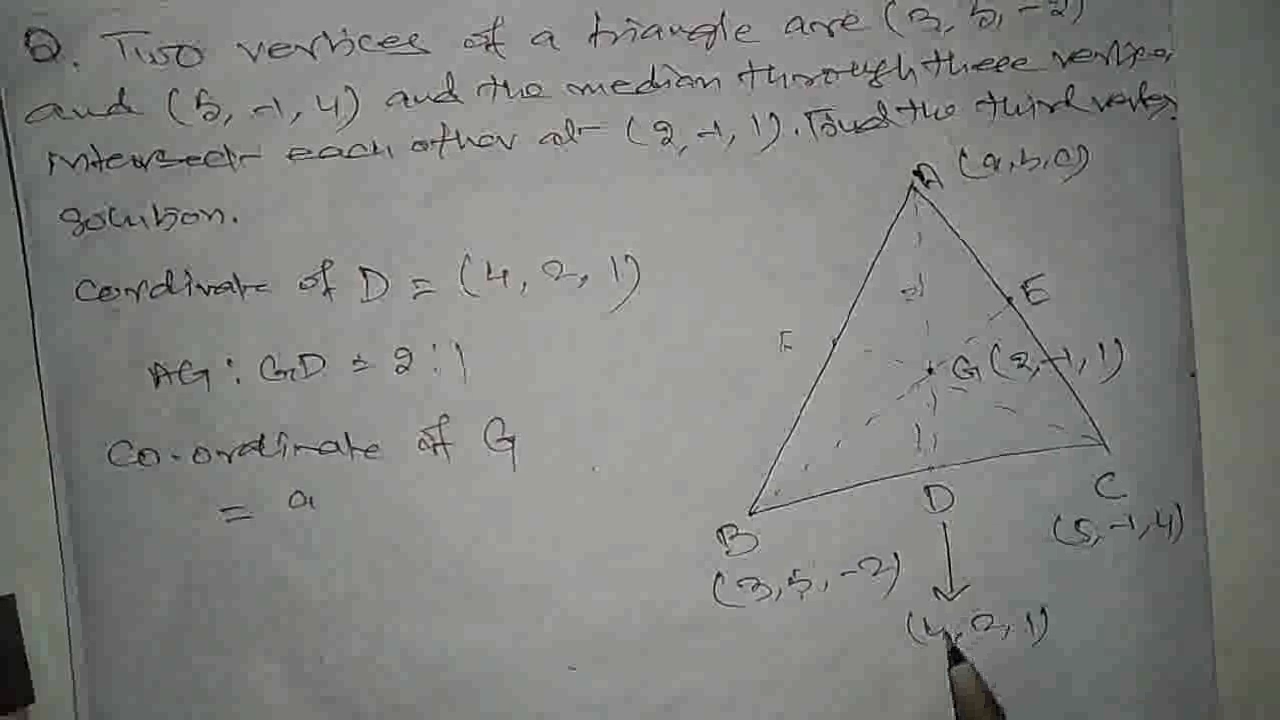 Q. Two vertices of a triangle are (3, 5, -2)
and (5, -1, 4) and the median through these vertices
intersect each other at (2, -1, 1). Find the third vertex.
solution.
Cordinate of D = (4, 2, 1)
AG : GD = 2 : 1
Co-ordinate of G
= a
A (a, b, c)
E
F
G (2, -1, 1)
D
C
(5, -1, 4)
B
(3, 5, -2)
(4, 2, 1)